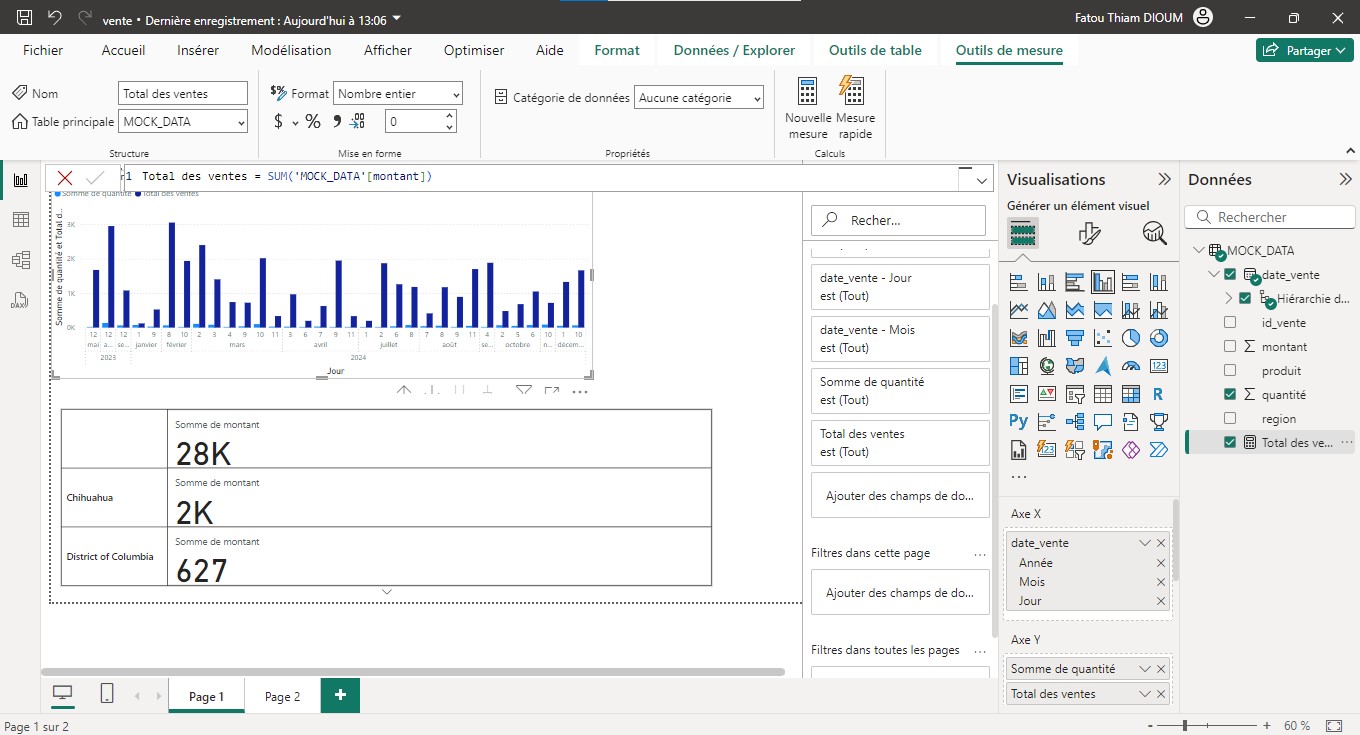 vente • Dernière enregistrement : Aujourd'hui à 13:06
Fatou Thiam DIOUM
Fichier Accueil Insérer Modélisation Afficher Optimiser Aide Format Données / Explorer Outils de table Outils de mesure
Partager
Nom Total des ventes
Table principale MOCK_DATA
Structure
$% Format Nombre entier
$ % 0
Mise en forme
Catégorie de données Aucune catégorie
Propriétés
Nouvelle mesure
Mesure rapide
Calculs
1 Total des ventes = SUM('MOCK_DATA'[montant])
Somme de quantité Total des ventes
Somme de quantité et Total d...
3K
2K
1K
0K
12 12 12 1 9 8 10 2 2 3 4 9 10 11 3 6 7 9 11 1 2 11 6 8 7 8 9 11 4 2 5 6 9 1 10
mai a... se... janvier février mars avril juillet août se... octobre n... décem...
2023 2024
Jour
Somme de montant
28K
Chihuahua
Somme de montant
2K
District of Columbia
Somme de montant
627
Recher...
date_vente - Jour
est (Tout)
date_vente - Mois
est (Tout)
Somme de quantité
est (Tout)
Total des ventes
est (Tout)
Ajouter des champs de do...
Filtres dans cette page ...
Ajouter des champs de do...
Filtres dans toutes les pages ...
Visualisations
Générer un élément visuel
123
R
Py
123
...
Axe X
date_vente
Année
Mois
Jour
Axe Y
Somme de quantité
Total des ventes
Données
Rechercher
MOCK_DATA
date_vente
Hiérarchie d...
id_vente
montant
produit
quantité
region
Total des ve... ...
DAX
Page 1
Page 2
+
Page 1 sur 2
- + 60 %